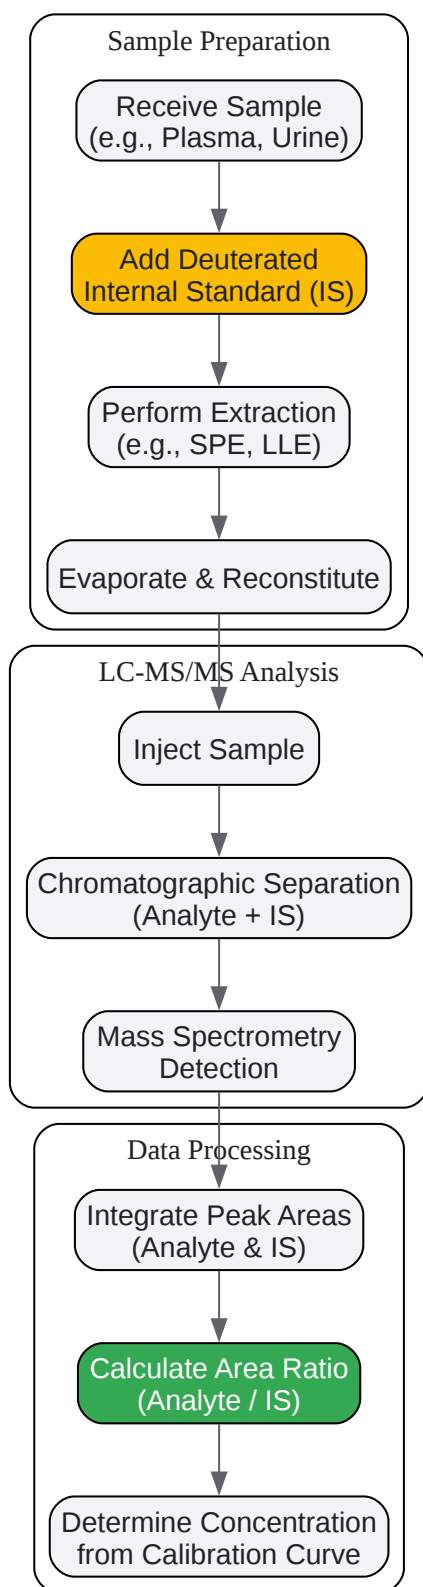 Sample Preparation
Receive Sample
(e.g., Plasma, Urine)
Add Deuterated
Internal Standard (IS)
Perform Extraction
(e.g., SPE, LLE)
Evaporate & Reconstitute
LC-MS/MS Analysis
Inject Sample
Chromatographic Separation
(Analyte + IS)
Mass Spectrometry
Detection
Data Processing
Integrate Peak Areas
(Analyte & IS)
Calculate Area Ratio
(Analyte / IS)
Determine Concentration
from Calibration Curve